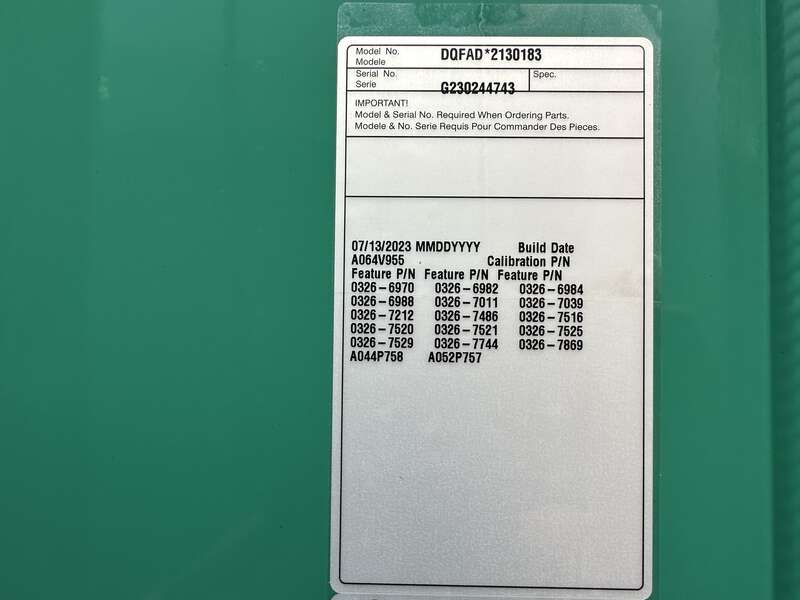 Model No. DQFAD*2130183
Modele
Serial No. G230244743 Spec.
Serie
IMPORTANT!
Model & Serial No. Required When Ordering Parts.
Modele & No. Serie Requis Pour Commander Des Pieces.
07/13/2023 MMDDYYYY Build Date
A064V955 Calibration P/N
Feature P/N Feature P/N Feature P/N
0326-6970 0326-6982 0326-6984
0326-6988 0326-7011 0326-7039
0326-7212 0326-7486 0326-7516
0326-7520 0326-7521 0326-7525
0326-7529 0326-7744 0326-7869
A044P758 A052P757